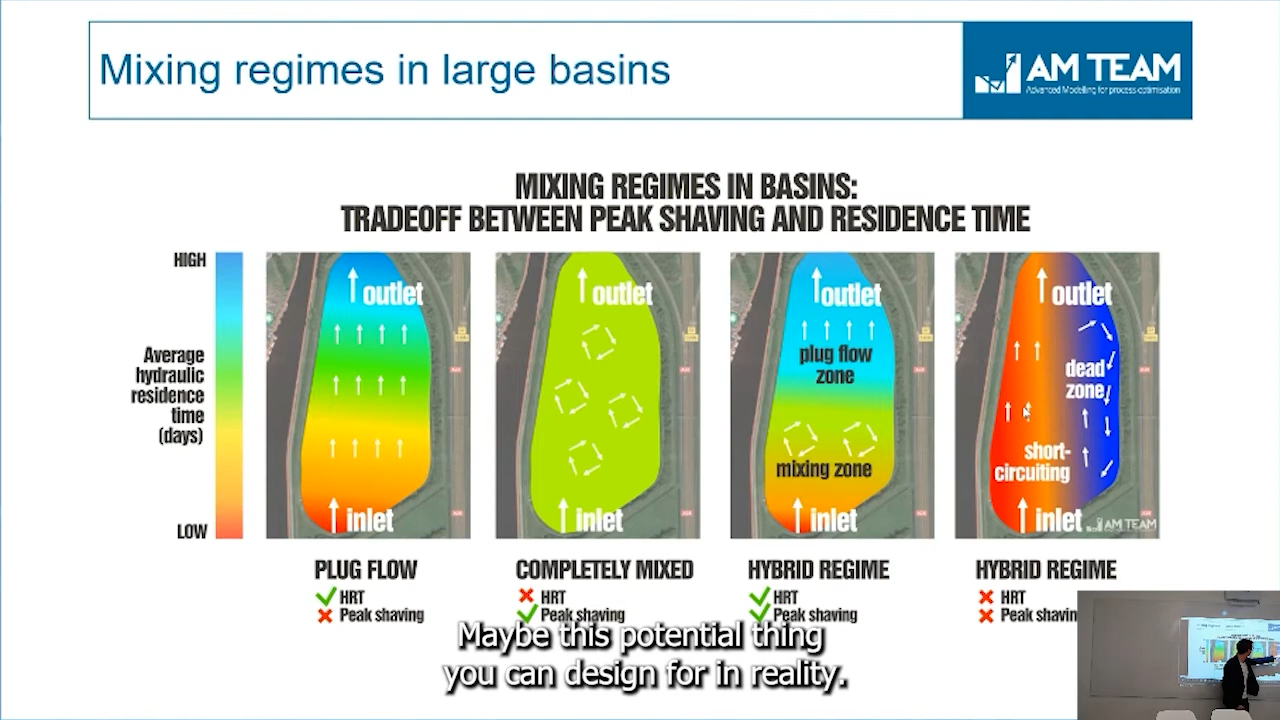 Mixing regimes in large basins
AM TEAM
Advanced Modelling for process optimisation
MIXING REGIMES IN BASINS:
TRADEOFF BETWEEN PEAK SHAVING AND RESIDENCE TIME
HIGH
Average
hydraulic
residence
time
(days)
LOW
outlet
inlet
PLUG FLOW
HRT
Peak shaving
outlet
inlet
COMPLETELY MIXED
HRT
Peak shaving
outlet
plug flow
zone
mixing zone
inlet
HYBRID REGIME
HRT
Peak shaving
outlet
dead
zone
short-
circuiting
inlet
AM TEAM
HYBRID REGIME
HRT
Peak shavin
Maybe this potential thing
you can design for in reality.